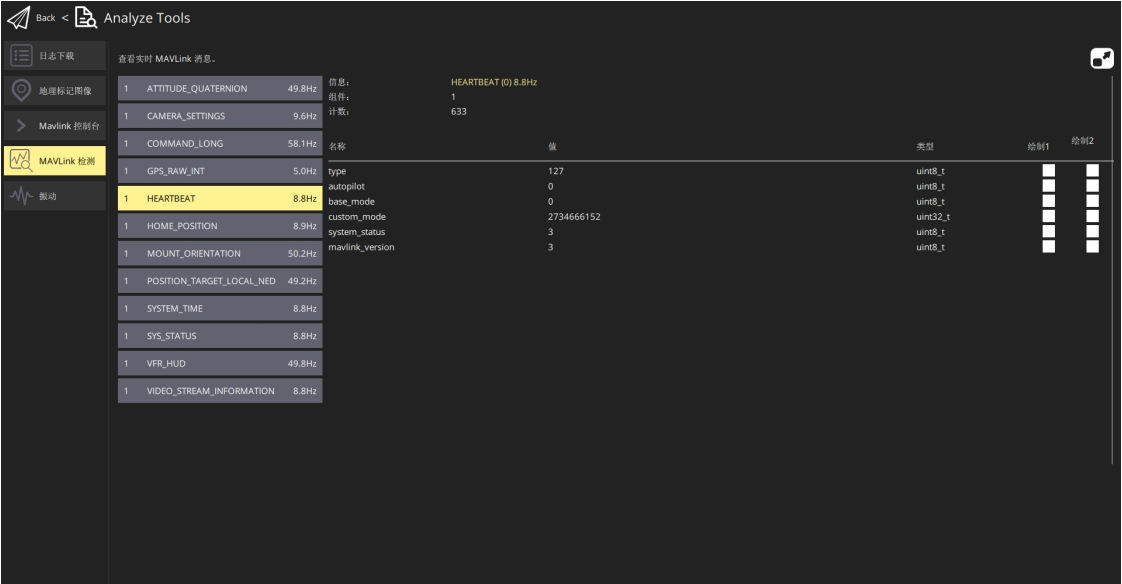 Back < Analyze Tools
日志下载
地理标记图像
Mavlink 控制台
MAVLink 检测
振动
查看实时 MAVLink 消息。
1 ATTITUDE_QUATERNION 49.8Hz
1 CAMERA_SETTINGS 9.6Hz
1 COMMAND_LONG 58.1Hz
1 GPS_RAW_INT 5.0Hz
1 HEARTBEAT 8.8Hz
1 HOME_POSITION 8.9Hz
1 MOUNT_ORIENTATION 50.2Hz
1 POSITION_TARGET_LOCAL_NED 49.2Hz
1 SYSTEM_TIME 8.8Hz
1 SYS_STATUS 8.8Hz
1 VFR_HUD 49.8Hz
1 VIDEO_STREAM_INFORMATION 8.8Hz
信息: HEARTBEAT (0) 8.8Hz
组件: 1
计数: 633
名称 值 类型 绘制1 绘制2
type 127 uint8_t
autopilot 0 uint8_t
base_mode 0 uint8_t
custom_mode 2734666152 uint32_t
system_status 3 uint8_t
mavlink_version 3 uint8_t